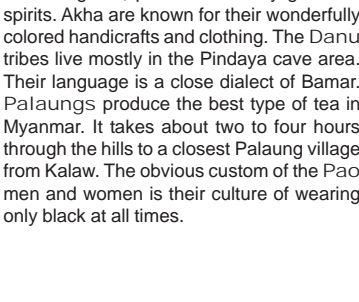 spirits. Akha are known for their wonderfully
colored handicrafts and clothing. The Danu
tribes live mostly in the Pindaya cave area.
Their language is a close dialect of Bamar.
Palaungs produce the best type of tea in
Myanmar. It takes about two to four hours
through the hills to a closest Palaung village
from Kalaw. The obvious custom of the Pao
men and women is their culture of wearing
only black at all times.